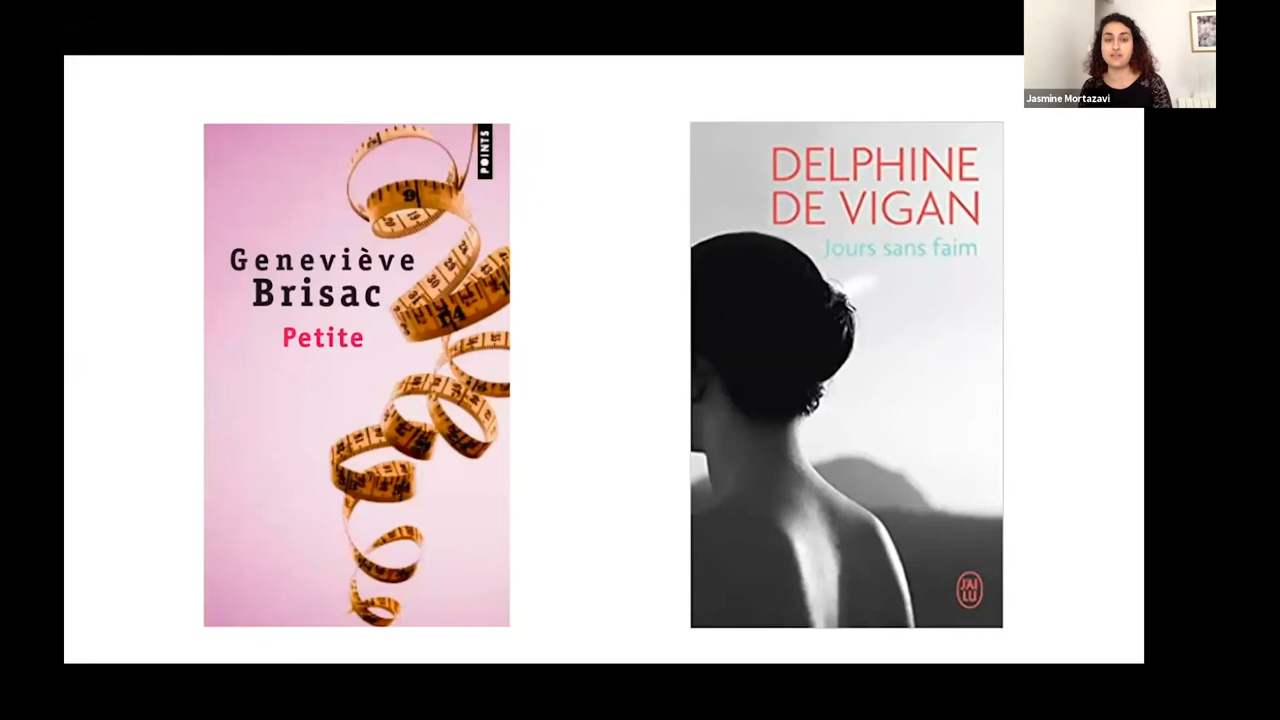 Jasmine Mortazavi
POINTS
Geneviève
Brisac
Petite
DELPHINE
DE VIGAN
Jours sans faim
J'AI
LU